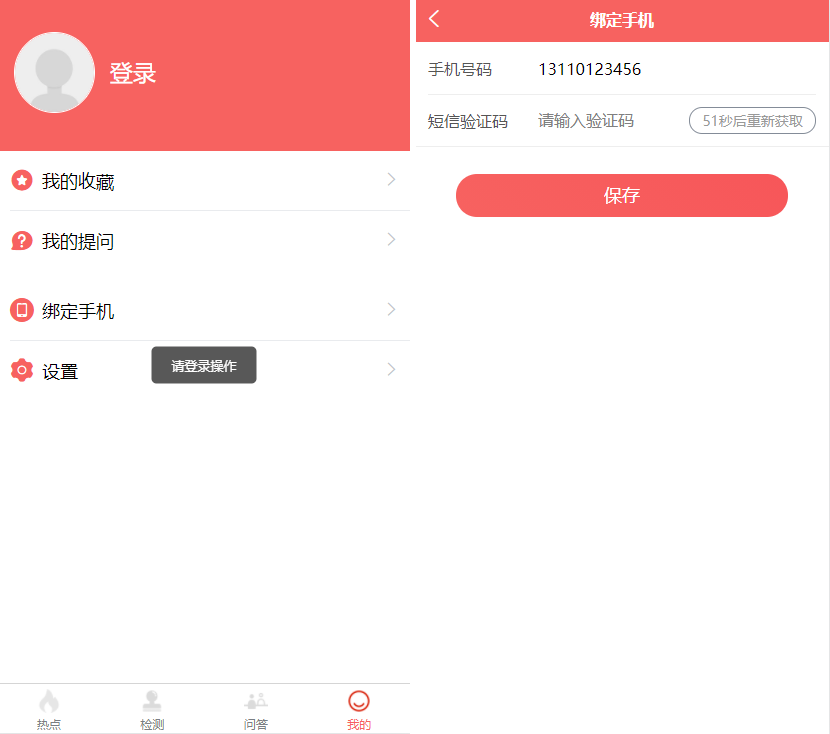 登录
我的收藏
我的提问
绑定手机
设置
请登录操作
热点
检测
问答
我的
绑定手机
手机号码 13110123456
短信验证码 请输入验证码 51秒后重新获取
保存